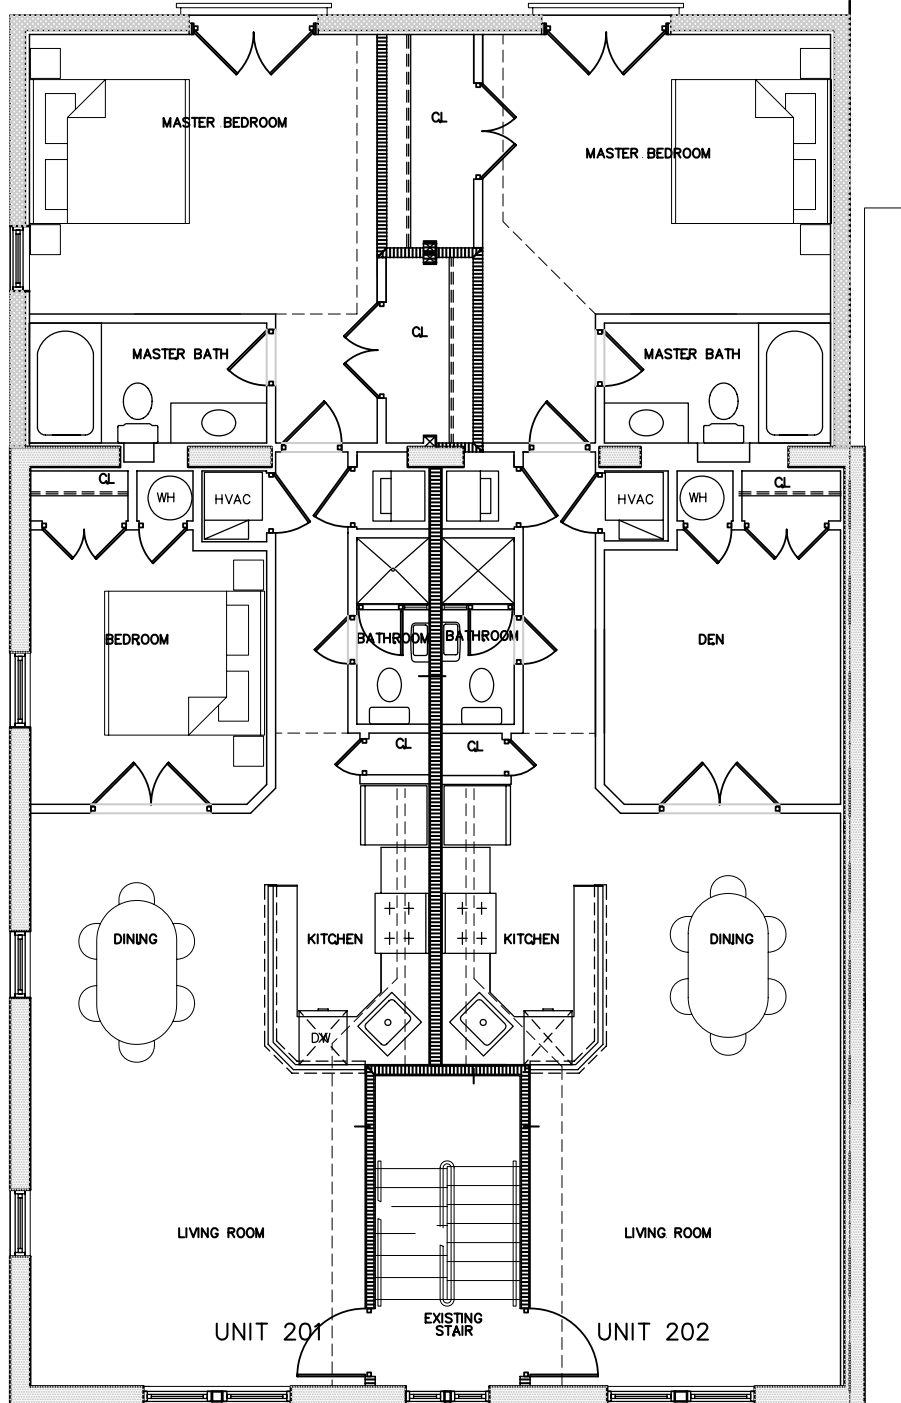 CL
MASTER BEDROOM
MASTER BEDROOM
CL
MASTER BATH
MASTER BATH
CL
CL
WH
HVAC
HVAC
WH
BEDROOM
BATHROOM
BATHROOM
DEN
CL
CL
DINING
KITCHEN
KITCHEN
DINING
DW
LIVING ROOM
LIVING ROOM
EXISTING
STAIR
UNIT 201
UNIT 202